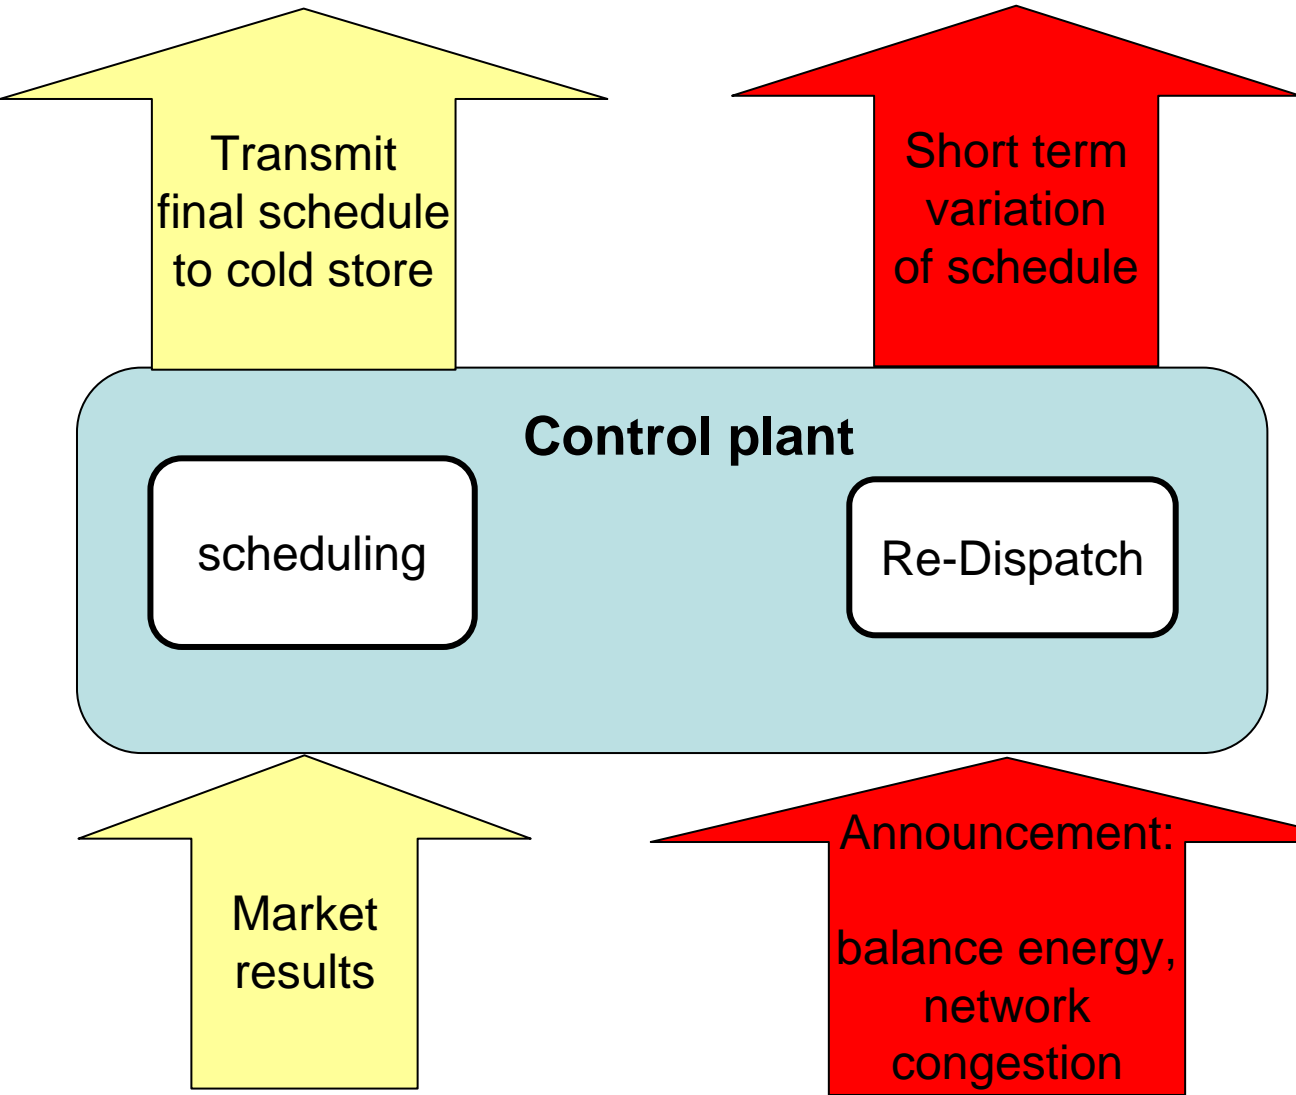 Transmit
final schedule
to cold store
Short term
variation
of schedule
Control plant
scheduling
Re-Dispatch
Market
results
Announcement:
balance energy,
network
congestion